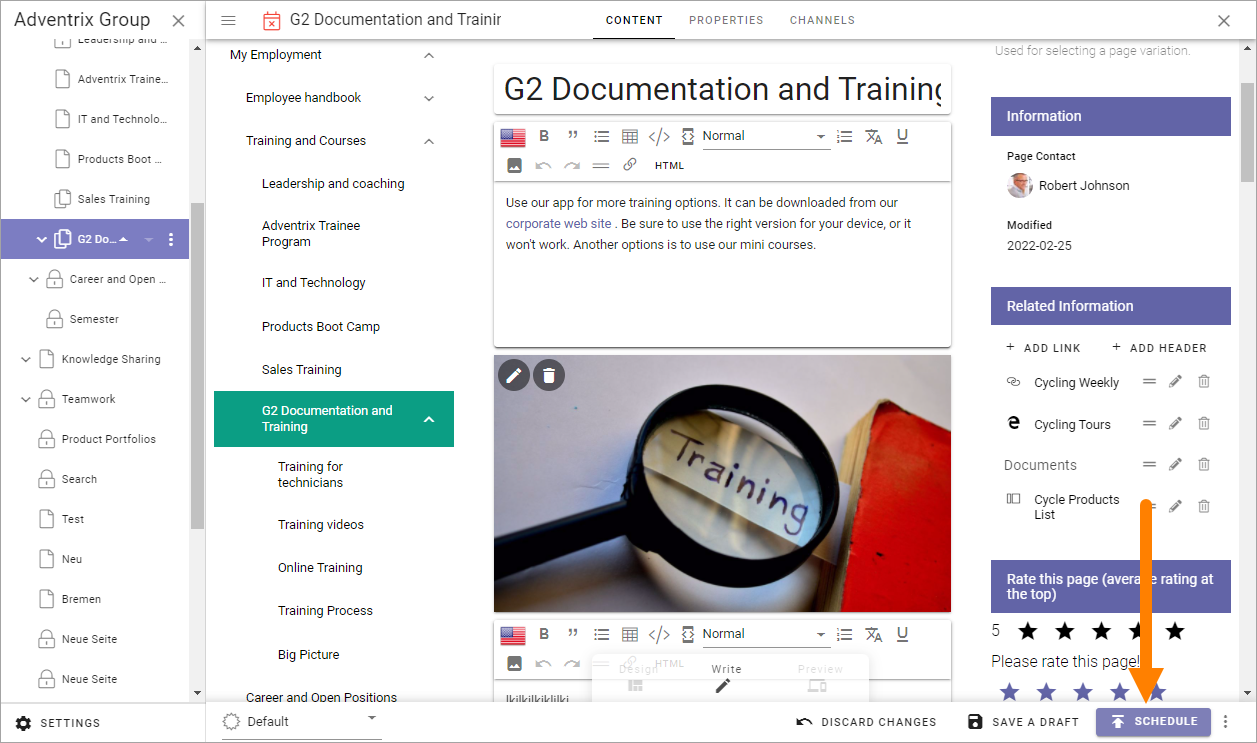 Adventrix Group
Leadership and ...
Adventrix Traine...
IT and Technolo...
Products Boot ...
Sales Training
G2 Do...
Career and Open ...
Semester
Knowledge Sharing
Teamwork
Product Portfolios
Search
Test
Neu
Bremen
Neue Seite
Neue Seite
SETTINGS
G2 Documentation and Trainin
CONTENT
PROPERTIES
CHANNELS
My Employment
Employee handbook
Training and Courses
Leadership and coaching
Adventrix Trainee
Program
IT and Technology
Products Boot Camp
Sales Training
G2 Documentation and
Training
Training for
technicians
Training videos
Online Training
Training Process
Big Picture
Career and Open Positions
G2 Documentation and Training
B
Normal
U
HTML
Use our app for more training options. It can be downloaded from our
corporate web site . Be sure to use the right version for your device, or it
won't work. Another options is to use our mini courses.
Training
B
Normal
U
HTML
Design
Write
Preview
Used for selecting a page variation.
Information
Page Contact
Robert Johnson
Modified
2022-02-25
Related Information
+ ADD LINK
+ ADD HEADER
Cycling Weekly
Cycling Tours
Documents
Cycle Products
List
Rate this page (average rating at
the top)
5
Please rate this page!
Default
DISCARD CHANGES
SAVE A DRAFT
SCHEDULE